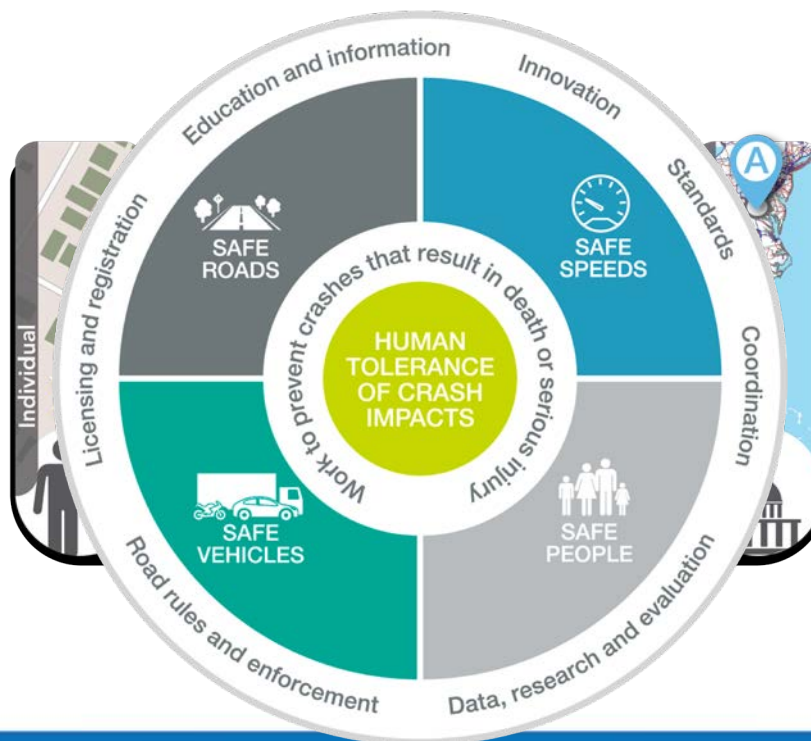 Education and information
Innovation
Standards
Coordination
Data, research and evaluation
Road rules and enforcement
Licensing and registration
Individual
A
SAFE
ROADS
SAFE
SPEEDS
Work to prevent crashes that result in death or serious injury
HUMAN
TOLERANCE
OF CRASH
IMPACTS
SAFE
VEHICLES
SAFE
PEOPLE